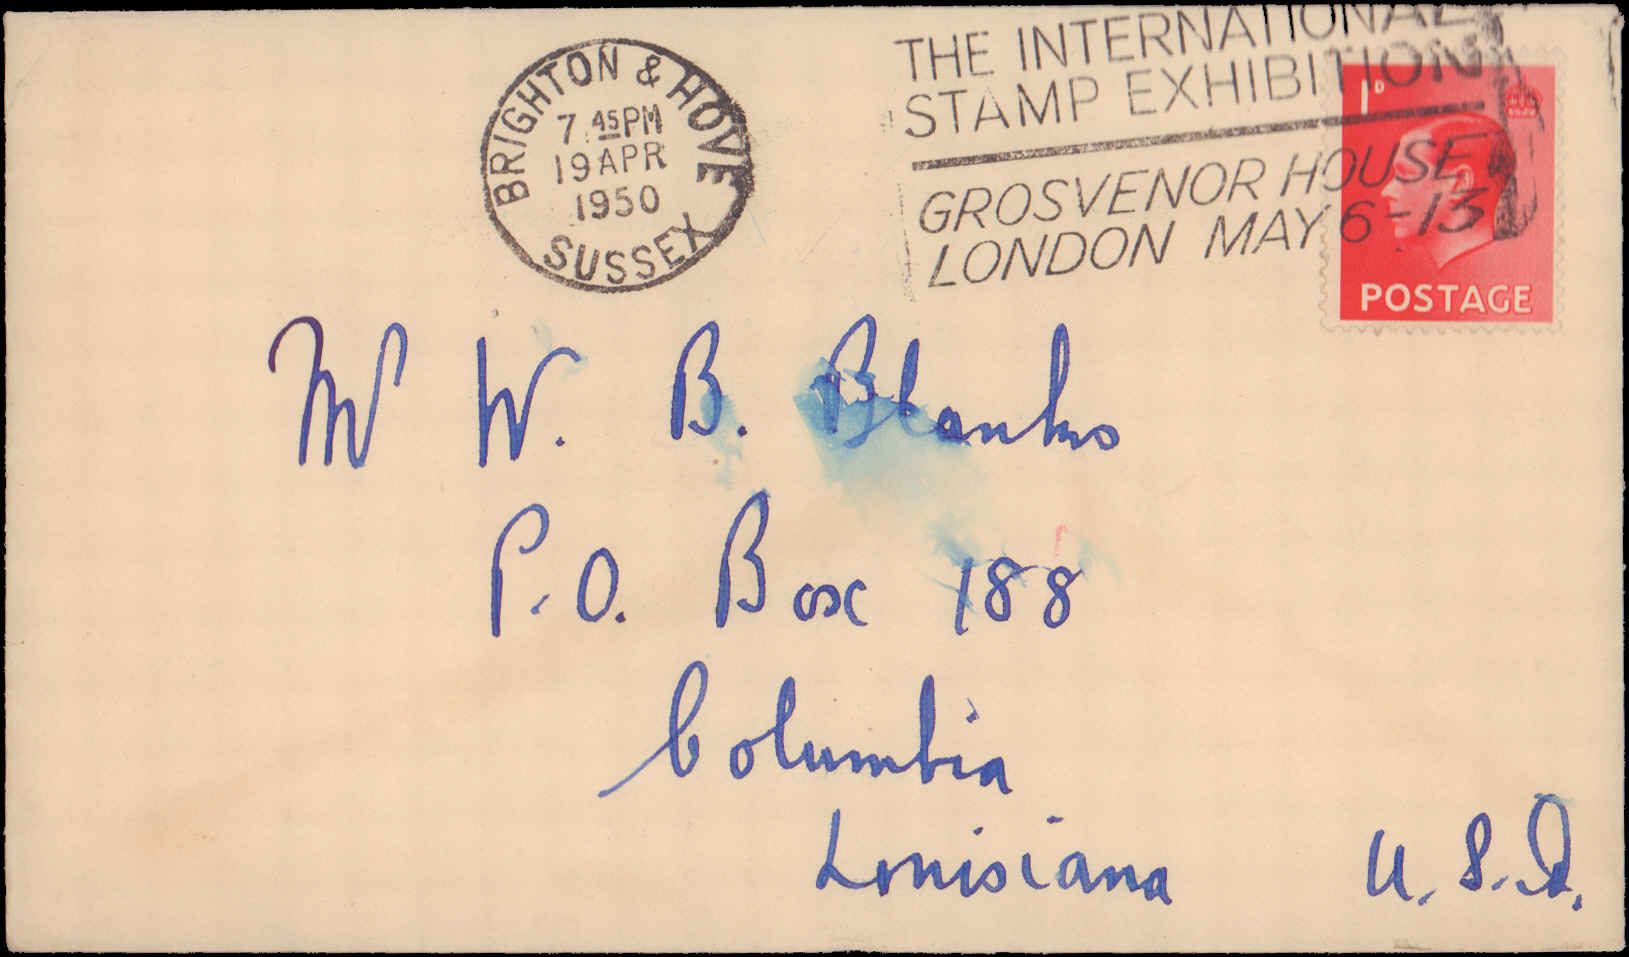 BRIGHTON & HOVE
7.45PM
19 APR
1950
SUSSEX
THE INTERNATIONAL
STAMP EXHIBITION
GROSVENOR HOUSE
LONDON MAY 6-13
1D
POSTAGE
Mr W. B. Blanks
P.O. Box 188
Columbia
Louisiana U.S.A.